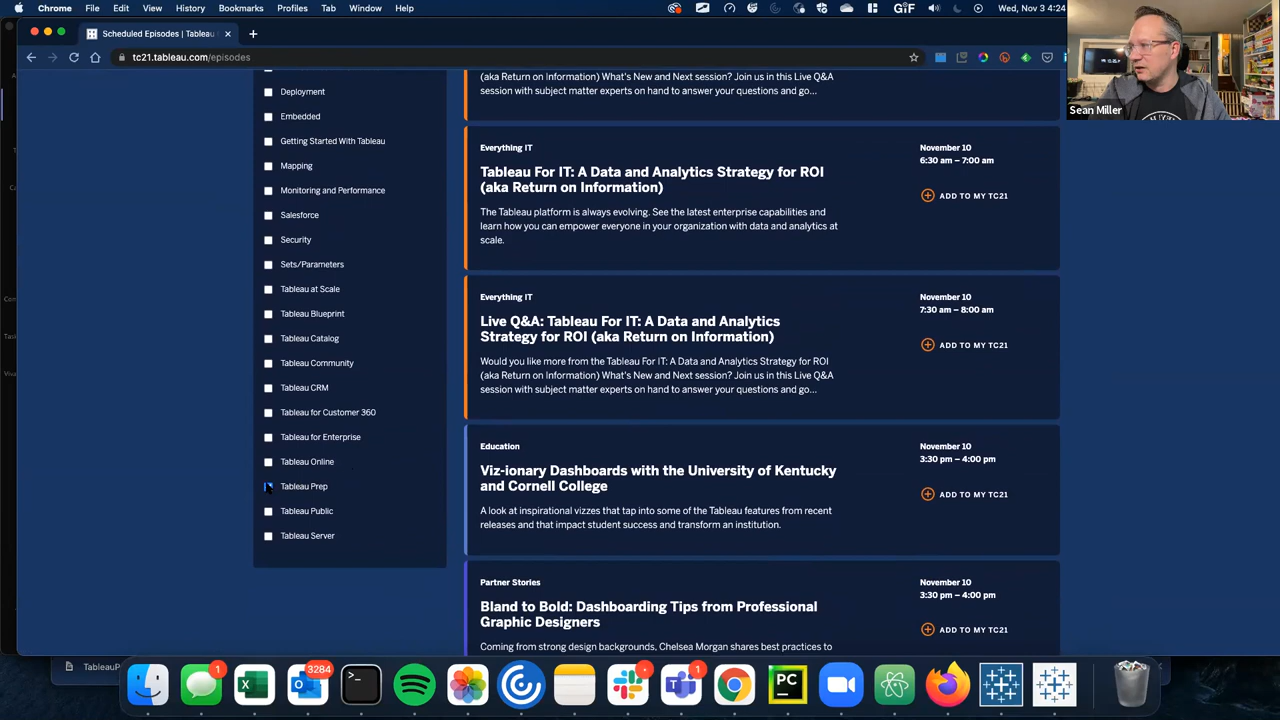 Chrome File Edit View History Bookmarks Profiles Tab Window Help
GIF Wed, Nov 3 4:24
Scheduled Episodes | Tableau
tc21.tableau.com/episodes
Sean Miller
Deployment
Embedded
Getting Started With Tableau
Mapping
Monitoring and Performance
Salesforce
Security
Sets/Parameters
Tableau at Scale
Tableau Blueprint
Tableau Catalog
Tableau Community
Tableau CRM
Tableau for Customer 360
Tableau for Enterprise
Tableau Online
Tableau Prep
Tableau Public
Tableau Server
(aka Return on Information) What's New and Next session? Join us in this Live Q&A
session with subject matter experts on hand to answer your questions and go...
Everything IT
Tableau For IT: A Data and Analytics Strategy for ROI
(aka Return on Information)
The Tableau platform is always evolving. See the latest enterprise capabilities and
learn how you can empower everyone in your organization with data and analytics at
scale.
November 10
6:30 am – 7:00 am
ADD TO MY TC21
Everything IT
Live Q&A: Tableau For IT: A Data and Analytics
Strategy for ROI (aka Return on Information)
Would you like more from the Tableau For IT: A Data and Analytics Strategy for ROI
(aka Return on Information) What's New and Next session? Join us in this Live Q&A
session with subject matter experts on hand to answer your questions and go...
November 10
7:30 am – 8:00 am
ADD TO MY TC21
Education
Viz-ionary Dashboards with the University of Kentucky
and Cornell College
A look at inspirational vizzes that tap into some of the Tableau features from recent
releases and that impact student success and transform an institution.
November 10
3:30 pm – 4:00 pm
ADD TO MY TC21
Partner Stories
Bland to Bold: Dashboarding Tips from Professional
Graphic Designers
Coming from strong design backgrounds, Chelsea Morgan shares best practices to
November 10
3:30 pm – 4:00 pm
ADD TO MY TC21
TableauP
1
3284
1
PC